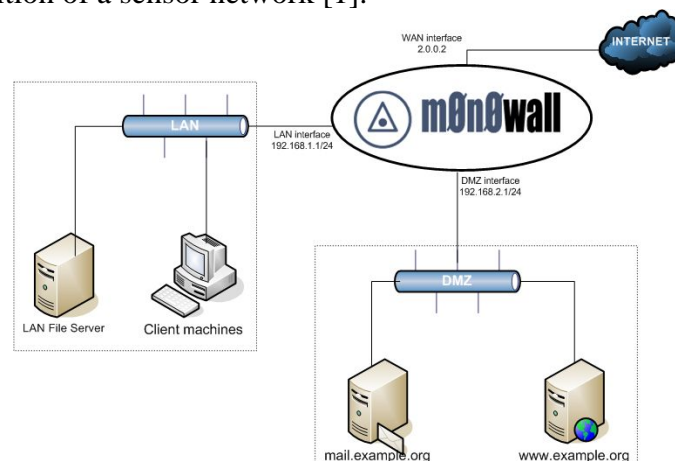 ition of a sensor network [1].
WAN interface
2.0.0.2
INTERNET
m0n0wall
LAN
LAN interface
192.168.1.1/24
DMZ interface
192.168.2.1/24
DMZ
LAN File Server
Client machines
mail.example.org
www.example.org